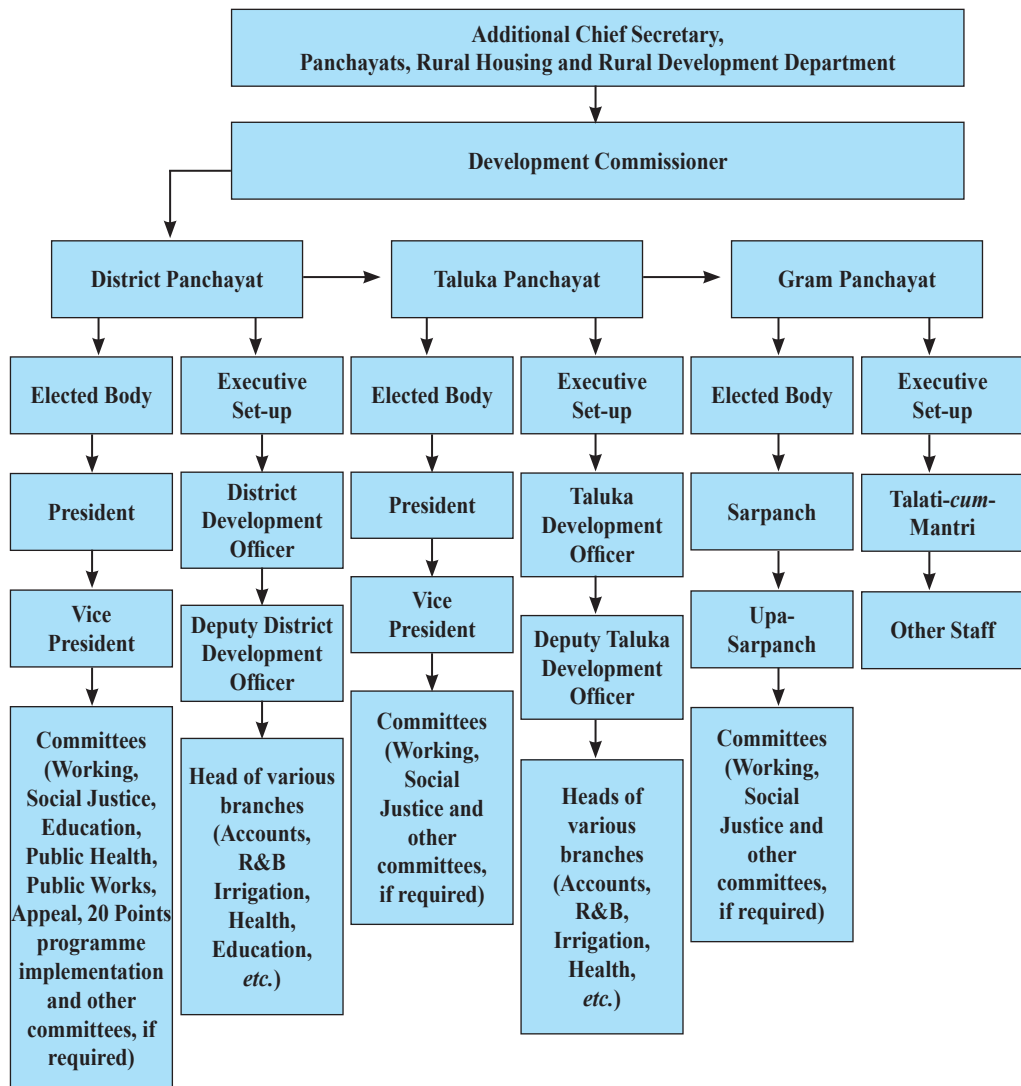 Additional Chief Secretary,
Panchayats, Rural Housing and Rural Development Department
Development Commissioner
District Panchayat
Taluka Panchayat
Gram Panchayat
Elected Body
Executive
Set-up
Elected Body
Executive
Set-up
Elected Body
Executive
Set-up
President
District
Development
Officer
President
Taluka
Development
Officer
Sarpanch
Talati-cum-
Mantri
Vice
President
Deputy District
Development
Officer
Vice
President
Deputy Taluka
Development
Officer
Upa-
Sarpanch
Other Staff
Committees
(Working,
Social Justice,
Education,
Public Health,
Public Works,
Appeal, 20 Points
programme
implementation
and other
committees, if
required)
Head of various
branches
(Accounts,
R&B
Irrigation,
Health,
Education,
etc.)
Committees
(Working,
Social
Justice and
other
committees,
if required)
Heads of
various
branches
(Accounts,
R&B,
Irrigation,
Health,
etc.)
Committees
(Working,
Social
Justice and
other
committees,
if required)